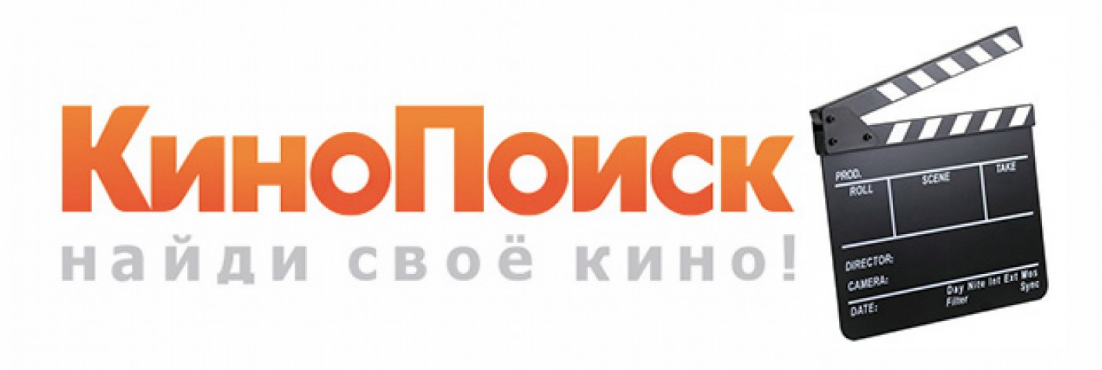 КиноПоиск
найди своё кино!
PROD.
ROLL SCENE TAKE
DIRECTOR:
CAMERA:
Day Nite Int Ext Mos
DATE: Filter Sync